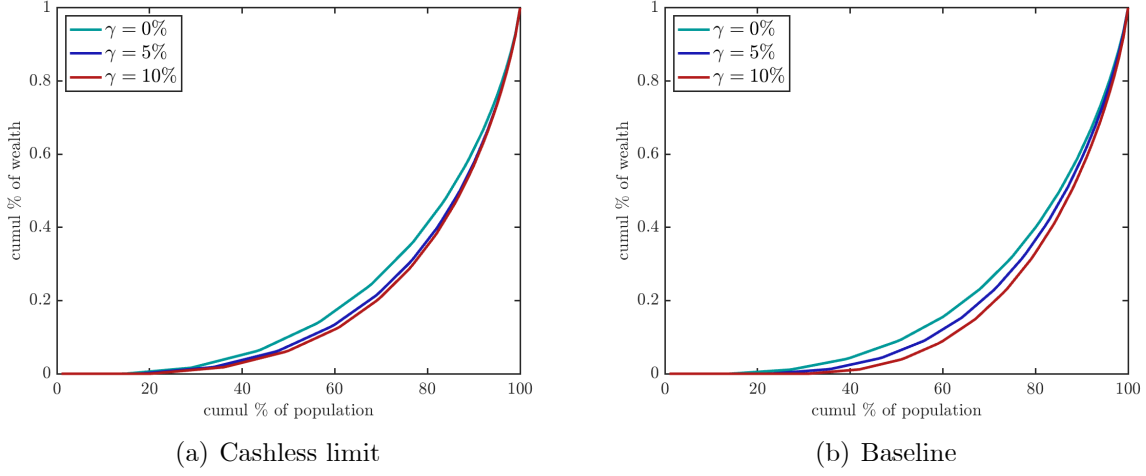 γ = 0%
γ = 5%
γ = 10%
cumul % of wealth
1
0.8
0.6
0.4
0.2
0
20
40
60
80
100
cumul % of population
(a) Cashless limit
γ = 0%
γ = 5%
γ = 10%
cumul % of wealth
1
0.8
0.6
0.4
0.2
0
0
20
40
60
80
100
cumul % of population
(b) Baseline